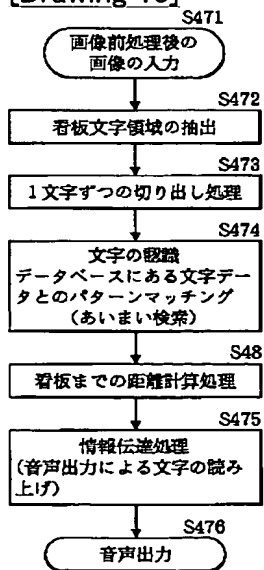 S471
画像前処理後の
画像の入力
S472
看板文字領域の抽出
S473
1文字ずつの切り出し処理
S474
文字の認識
データベースにある文字デー
タとのパターンマッチング
(あいまい検索)
S48
看板までの距離計算処理
S475
情報伝達処理
(音声出力による文字の読み
上げ)
S476
音声出力